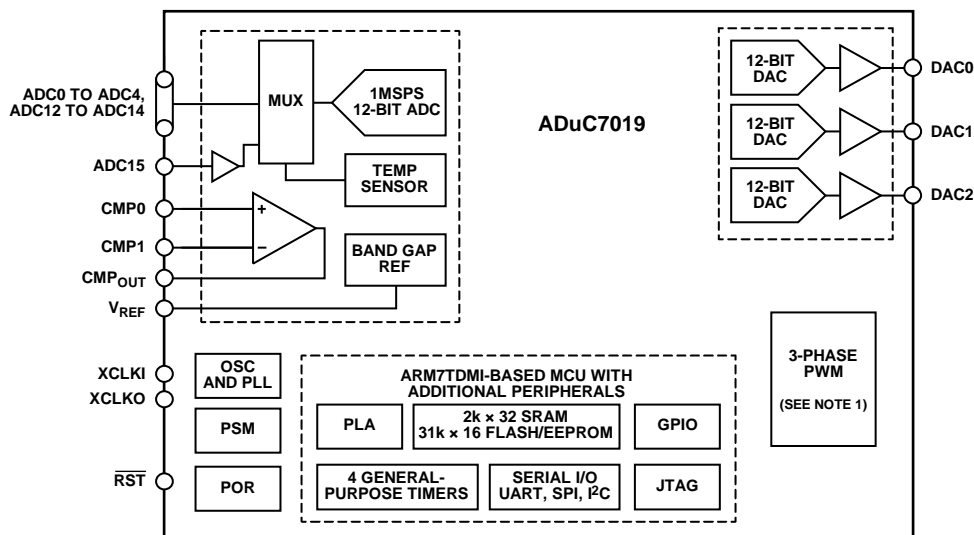 ADC0 TO ADC4,
ADC12 TO ADC14
MUX
1MSPS
12-BIT ADC
ADuC7019
12-BIT
DAC
DAC0
12-BIT
DAC
DAC1
12-BIT
DAC
DAC2
ADC15
TEMP
SENSOR
CMP0
+
CMP1
−
CMPOUT
BAND GAP
REF
VREF
XCLKI
XCLKO
OSC
AND PLL
PSM
RST
POR
ARM7TDMI-BASED MCU WITH
ADDITIONAL PERIPHERALS
PLA
2k × 32 SRAM
31k × 16 FLASH/EEPROM
GPIO
4 GENERAL-
PURPOSE TIMERS
SERIAL I/O
UART, SPI, I²C
JTAG
3-PHASE
PWM
(SEE NOTE 1)